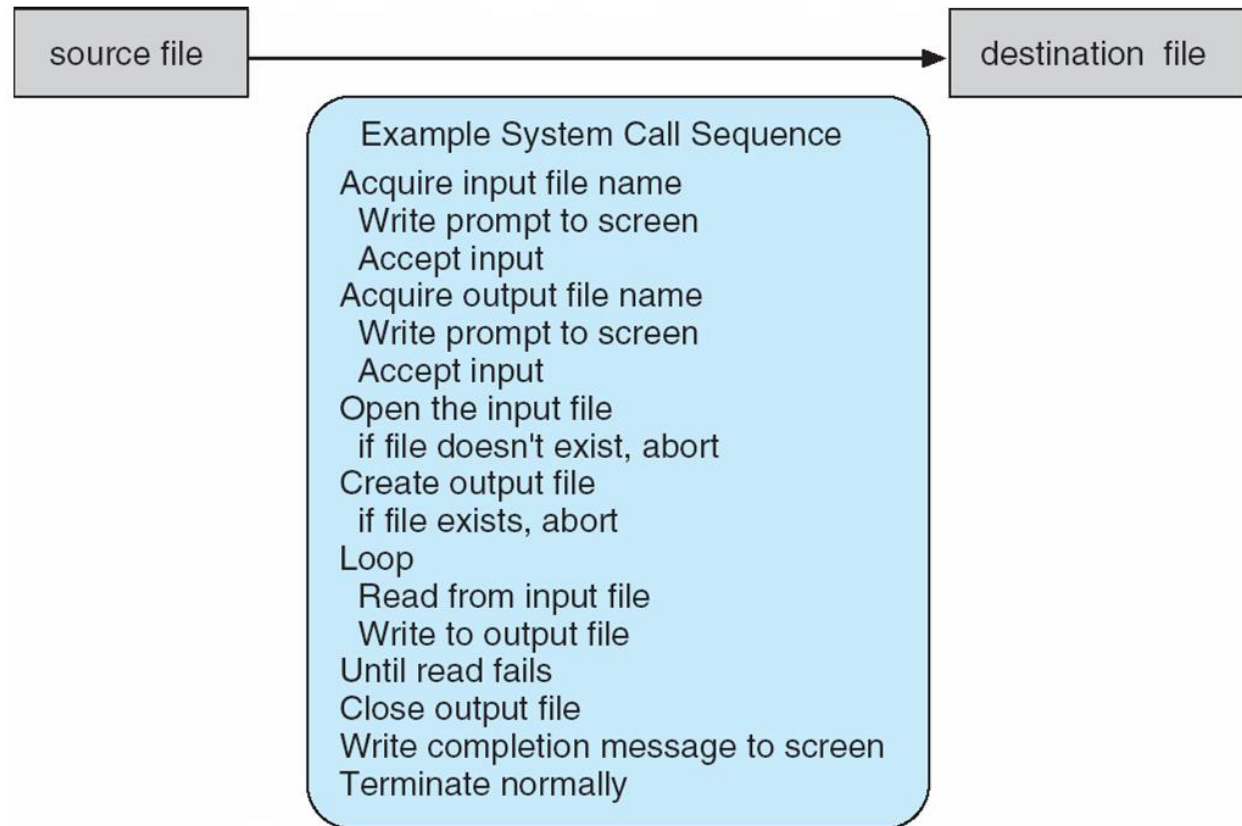 source file
destination file
Example System Call Sequence
Acquire input file name
Write prompt to screen
Accept input
Acquire output file name
Write prompt to screen
Accept input
Open the input file
if file doesn't exist, abort
Create output file
if file exists, abort
Loop
Read from input file
Write to output file
Until read fails
Close output file
Write completion message to screen
Terminate normally